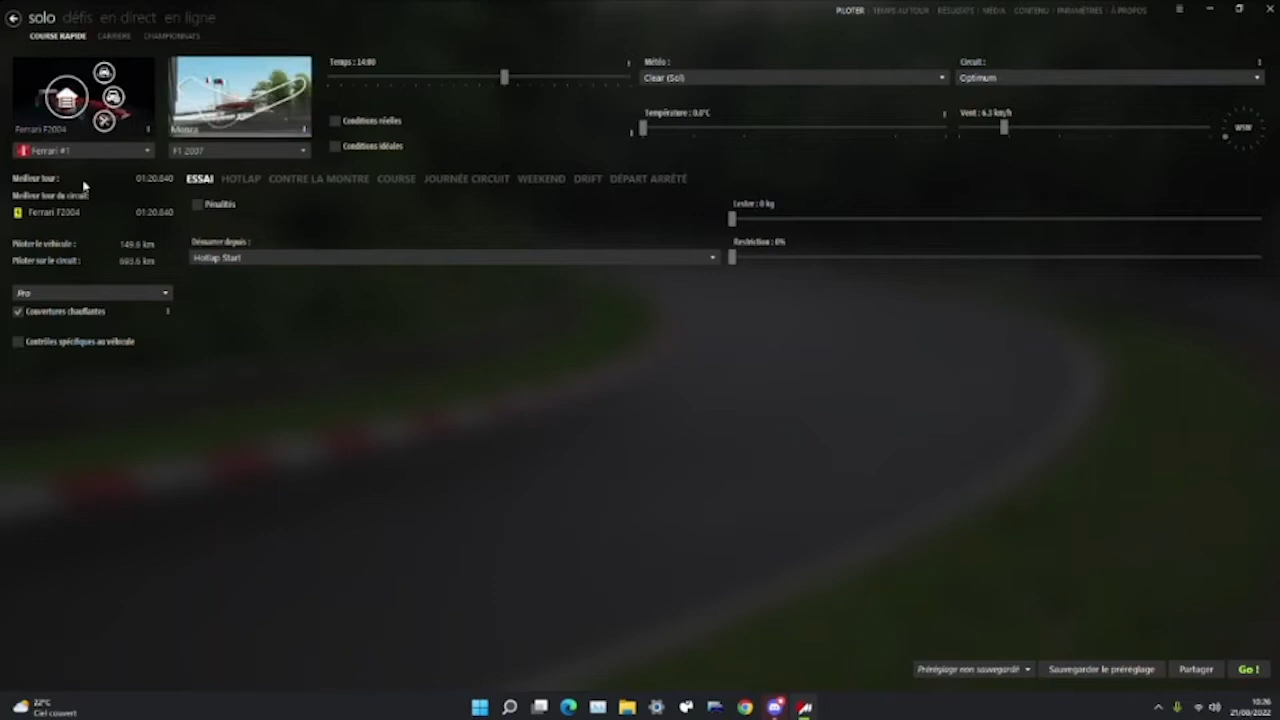 solo défis en direct en ligne
PILOTER TEMPS AU TOUR RÉSULTATS MÉDIA CONTENU PARAMÈTRES À PROPOS
COURSE RAPIDE CARRIÈRE CHAMPIONNATS
Temps : 14:00
Météo :
Circuit :
Clear (Sol)
Optimum
Température : 0.0°C
Vent : 6.3 km/h
WSW
Conditions réelles
Conditions idéales
Ferrari F2004
Monza
Ferrari #1
F1 2007
Meilleur tour : 01:20.640
ESSAI HOTLAP CONTRE LA MONTRE COURSE JOURNÉE CIRCUIT WEEKEND DRIFT DÉPART ARRÊTÉ
Meilleur tour du circuit:
Ferrari F2004 01:20.640
Pénalités
Lester : 0 kg
Piloter le véhicule : 149.6 km
Piloter sur le circuit : 693.6 km
Démarrer depuis :
Restriction : 0%
Hotlap Start
Pro
Couvertures chauffantes
Contrôles spécifiques au véhicule
Préréglage non sauvegardé Sauvegarder le préréglage Partager Go !
22°C
Ciel couvert
10:26
21/08/2022